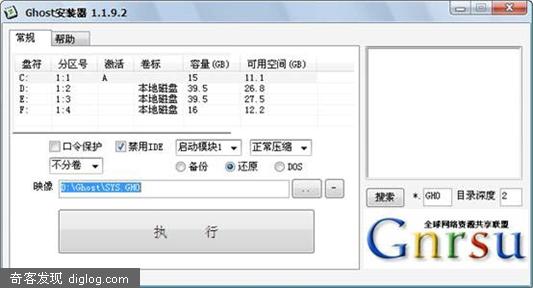 Ghost安装器 1.1.9.2
常规 帮助
盘符 分区号 激活 卷标 容量(GB) 可用空间(GB)
C: 1:1 A 15 11.1
D: 1:2 本地磁盘 39.5 26.8
E: 1:3 本地磁盘 39.5 27.5
F: 1:4 本地磁盘 16 12.2
口令保护 禁用IDE 启动模块1 正常压缩
不分卷 备份 还原 DOS
映像 D:\Ghost\SYS.GHO .. -
搜索 *. GHO 目录深度 2
执 行
全球网络资源共享联盟
Gnrsu
奇客发现 diglog.com